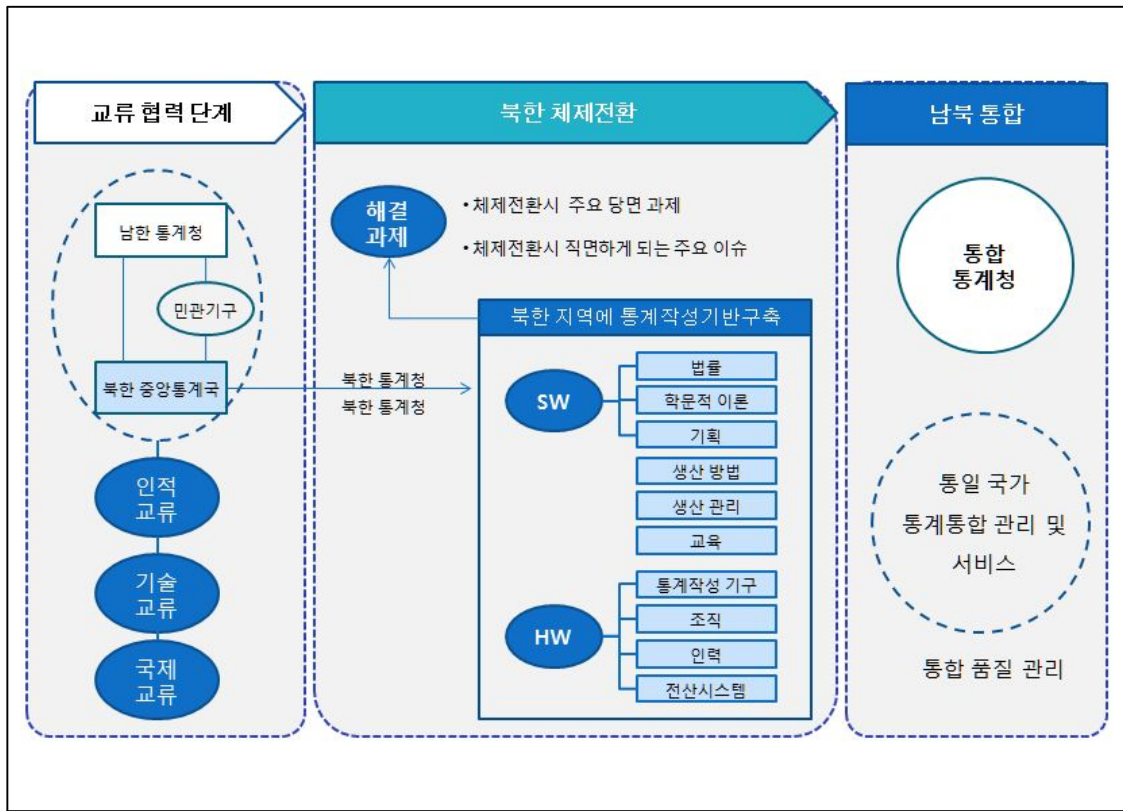 교류 협력 단계
북한 체제전환
남북 통합
남한 통계청
민관기구
북한 중앙통계국
인적
교류
기술
교류
국제
교류
해결
과제
• 체제전환시 주요 당면 과제
• 체제전환시 직면하게 되는 주요 이슈
북한 통계청
북한 통계청
북한 지역에 통계작성기반구축
SW
법률
학문적 이론
기획
생산 방법
생산 관리
교육
HW
통계작성 기구
조직
인력
전산시스템
통합
통계청
통일 국가
통계통합 관리 및
서비스
통합 품질 관리